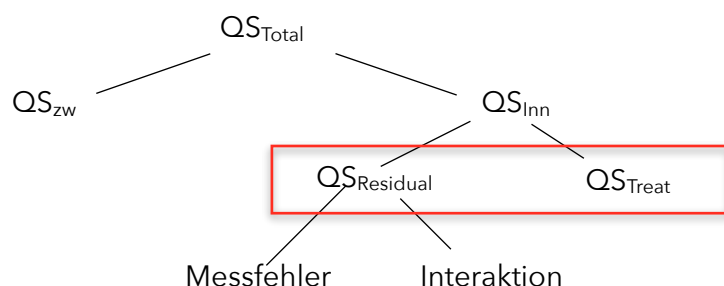 QSTotal
QSzw QSInn
QSResidual QSTreat
Messfehler Interaktion